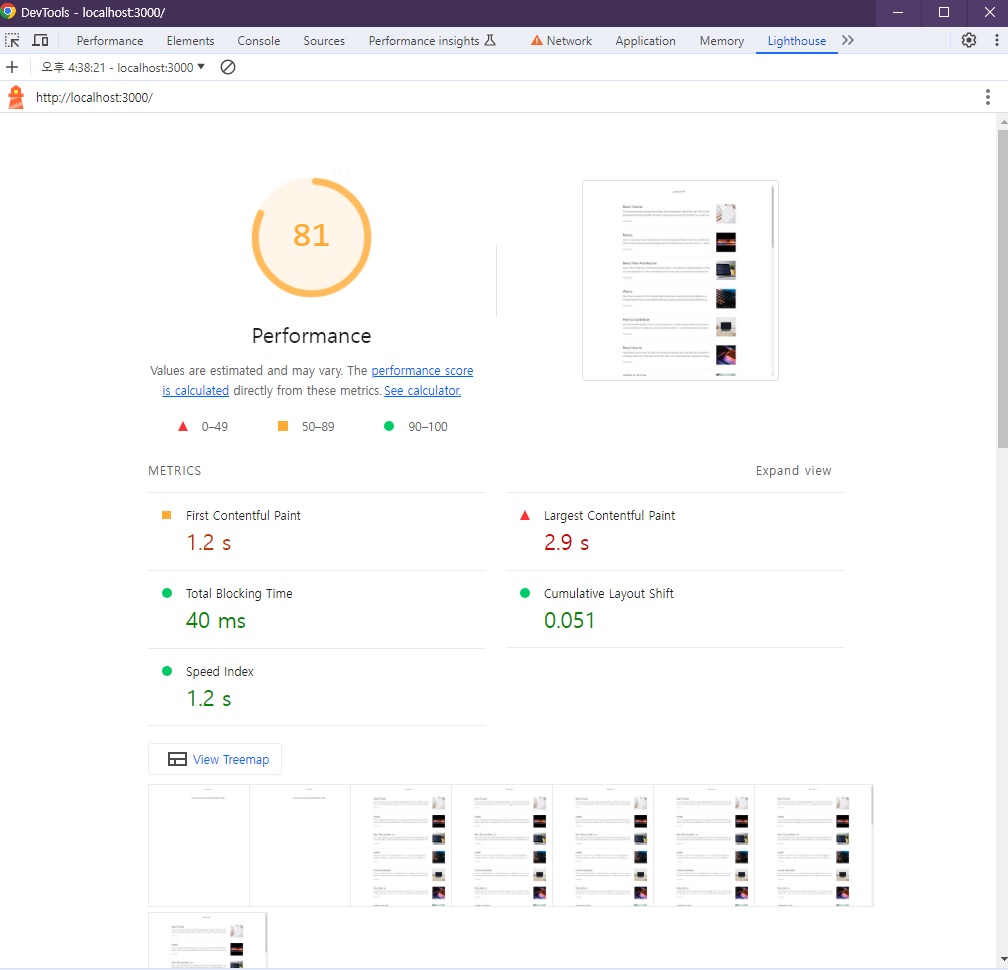 DevTools - localhost:3000/
Performance Elements Console Sources Performance insights Network Application Memory Lighthouse
오후 4:38:21 - localhost:3000
http://localhost:3000/
81
Performance
Values are estimated and may vary. The performance score
is calculated directly from these metrics. See calculator.
0–49 50–89 90–100
METRICS Expand view
First Contentful Paint
1.2 s
Largest Contentful Paint
2.9 s
Total Blocking Time
40 ms
Cumulative Layout Shift
0.051
Speed Index
1.2 s
View Treemap